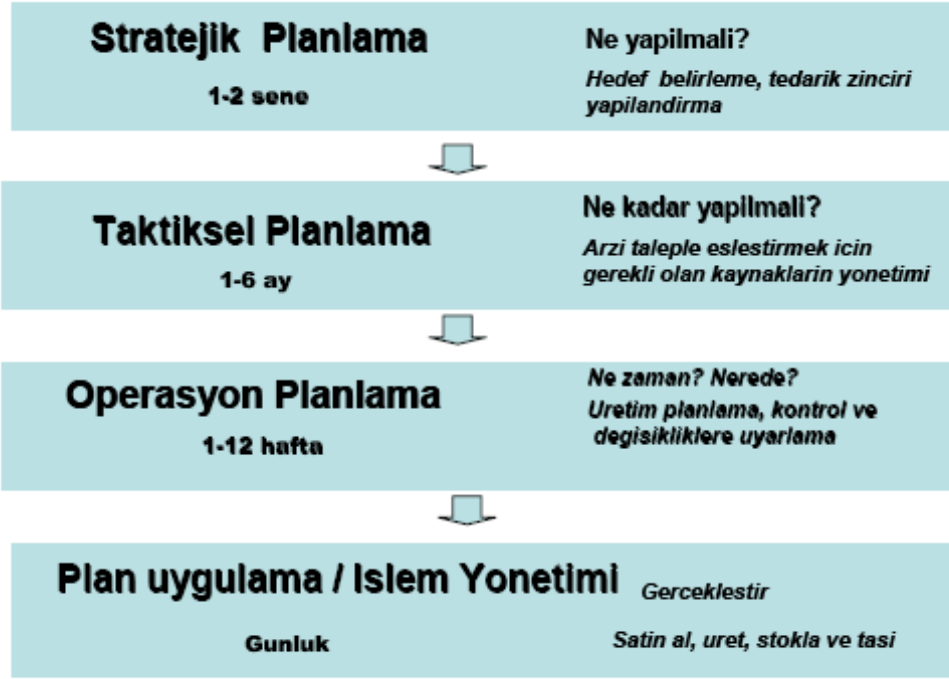 Stratejik Planlama
1-2 sene
Ne yapilmali?
Hedef belirleme, tedarik zinciri
yapilandirma
Taktiksel Planlama
1-6 ay
Ne kadar yapilmali?
Arzi taleple eslestirmek icin
gerekli olan kaynaklarin yonetimi
Operasyon Planlama
1-12 hafta
Ne zaman? Nerede?
Uretim planlama, kontrol ve
degisikliklere uyarlama
Plan uygulama / Islem Yonetimi
Gunluk
Gerceklestir
Satin al, uret, stokla ve tasi